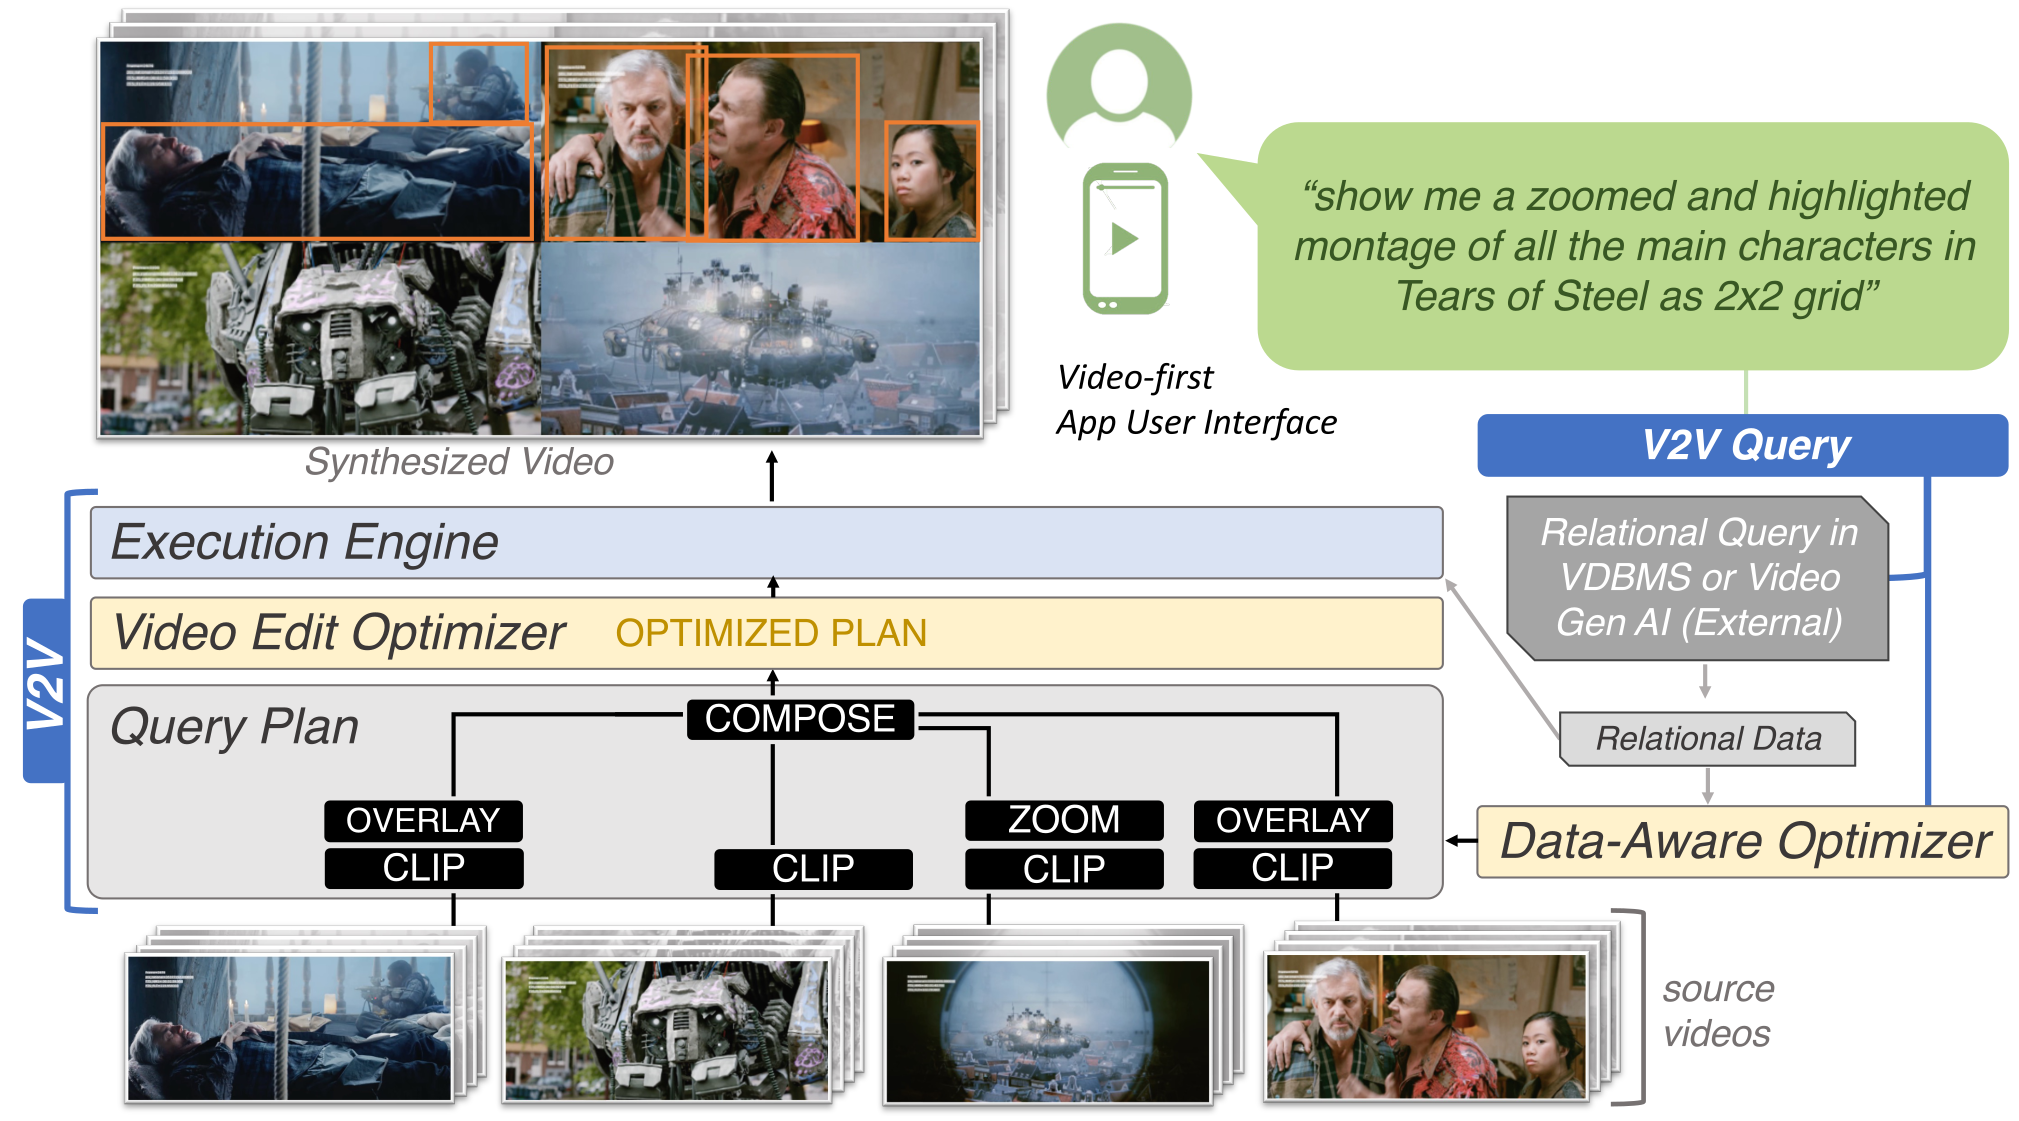 “show me a zoomed and highlighted
montage of all the main characters in
Tears of Steel as 2x2 grid”
Video-first
App User Interface
Synthesized Video
V2V Query
Relational Query in
VDBMS or Video
Gen AI (External)
Relational Data
Data-Aware Optimizer
V2V
Execution Engine
Video Edit Optimizer OPTIMIZED PLAN
Query Plan
COMPOSE
OVERLAY
CLIP
CLIP
ZOOM
CLIP
OVERLAY
CLIP
source
videos